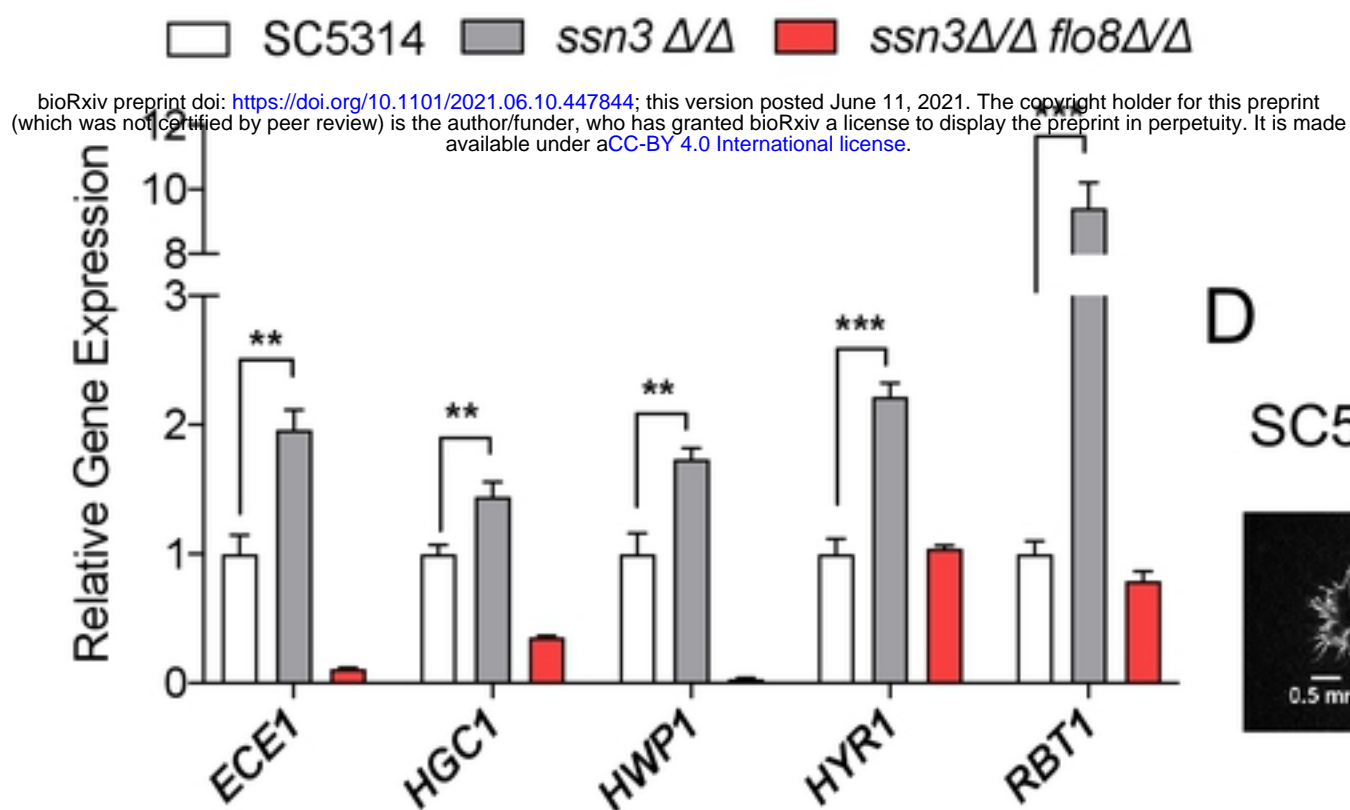 SC5314 ssn3 Δ/Δ ssn3Δ/Δ flo8Δ/Δ
bioRxiv preprint doi: https://doi.org/10.1101/2021.06.10.447844; this version posted June 11, 2021. The copyright holder for this preprint
(which was not certified by peer review) is the author/funder, who has granted bioRxiv a license to display the preprint in perpetuity. It is made
available under aCC-BY 4.0 International license.
Relative Gene Expression
12
10
8
3
2
1
0
**
**
**
***
***
ECE1 HGC1 HWP1 HYR1 RBT1
D
SC5
0.5 mm